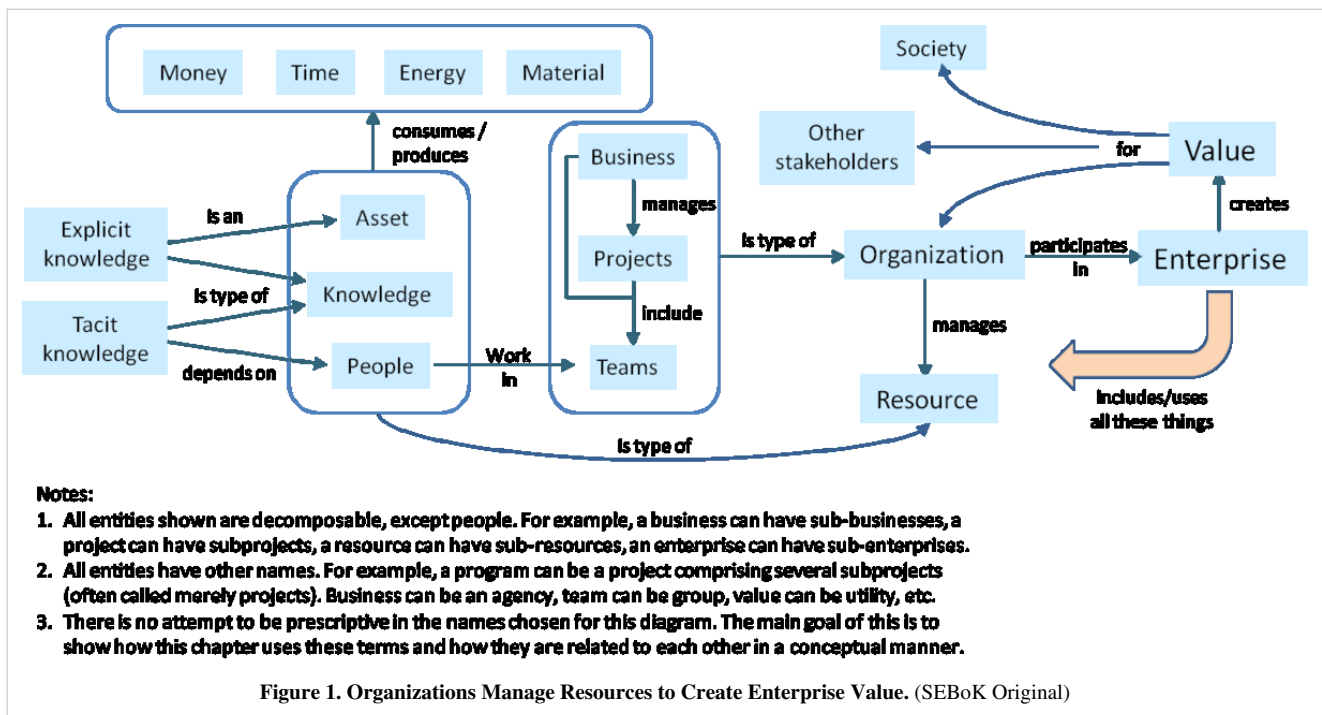 Money
Time
Energy
Material
Society
consumes /
produces
Other
stakeholders
for
Value
Business
manages
creates
Explicit
knowledge
Is an
Asset
Is type of
Organization
participates
in
Enterprise
Projects
Is type of
Knowledge
include
manages
Tacit
knowledge
depends on
People
Work
in
Teams
Resource
Includes/uses
all these things
Is type of
Notes:
1. All entities shown are decomposable, except people. For example, a business can have sub-businesses, a
project can have subprojects, a resource can have sub-resources, an enterprise can have sub-enterprises.
2. All entities have other names. For example, a program can be a project comprising several subprojects
(often called merely projects). Business can be an agency, team can be group, value can be utility, etc.
3. There is no attempt to be prescriptive in the names chosen for this diagram. The main goal of this is to
show how this chapter uses these terms and how they are related to each other in a conceptual manner.
Figure 1. Organizations Manage Resources to Create Enterprise Value. (SEBoK Original)